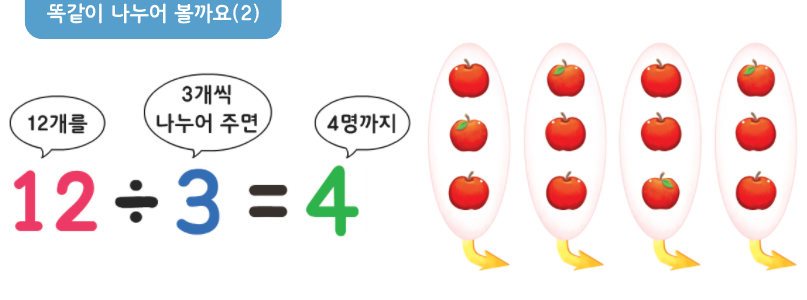 똑같이 나누어 볼까요(2)
12개를
3개씩
나누어 주면
4명까지
12 ÷ 3 = 4